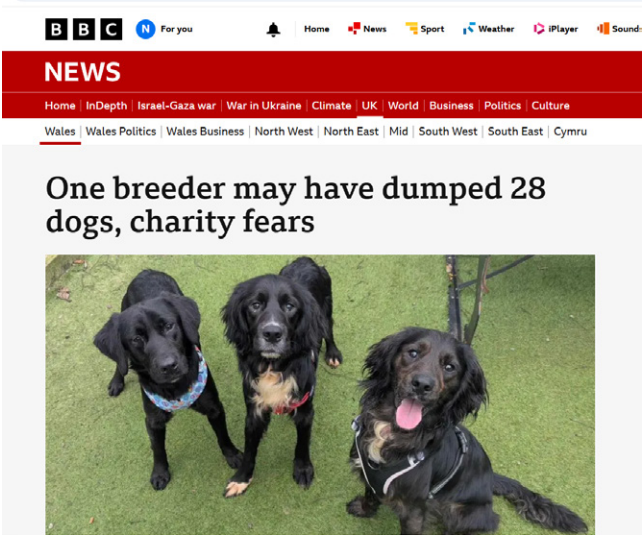 BBC N For you Home News Sport Weather iPlayer Sounds
NEWS
Home InDepth Israel-Gaza war War in Ukraine Climate UK World Business Politics Culture
Wales Wales Politics Wales Business North West North East Mid South West South East Cymru
One breeder may have dumped 28
dogs, charity fears